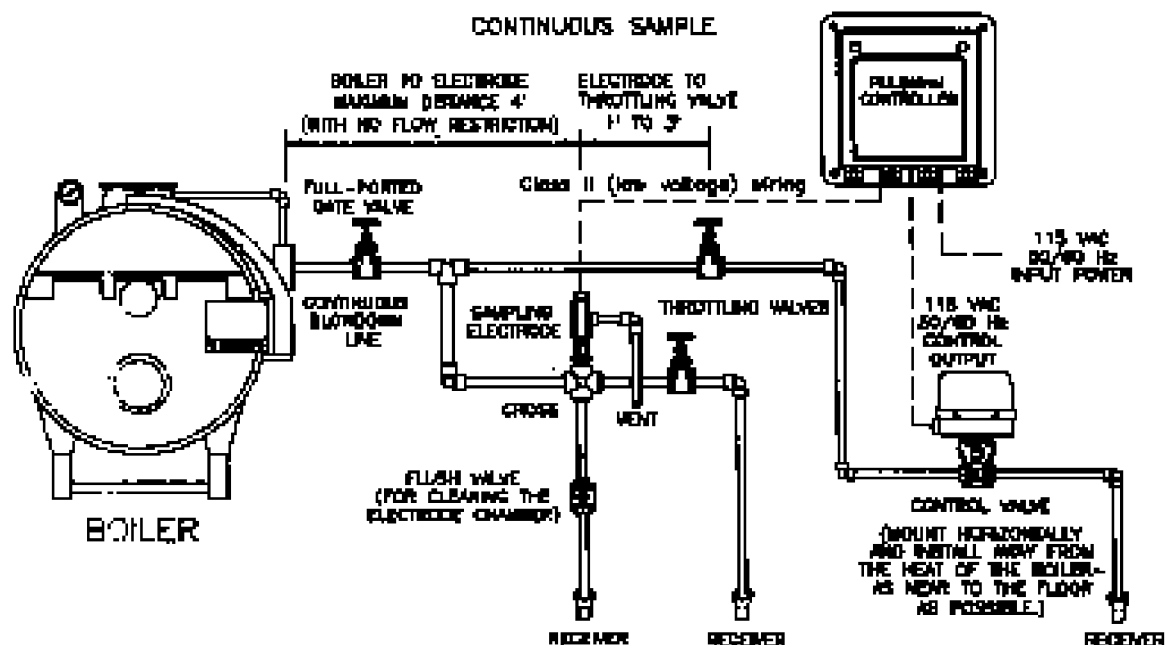 CONTINUOUS SAMPLE
BOILER TO ELECTRODE
MAXIMUM DISTANCE 4'
(WITH NO FLOW RESTRICTION)
ELECTRODE TO
THROTTLING VALVE
1' TO 3'
CONTROLLER
Class II (low voltage) wiring
FULL-PORTED
GATE VALVE
115 VAC
50/60 Hz
INPUT POWER
CONTINUOUS
BLOWDOWN
LINE
SAMPLING
ELECTRODE
THROTTLING VALVES
115 VAC
50/60 Hz
CONTROL
OUTPUT
CROSS
VENT
FLUSH VALVE
(FOR CLEANING THE
ELECTRODE CHAMBER)
BOILER
CONTROL VALVE
(MOUNT HORIZONTALLY
AND INSTALL AWAY FROM
THE HEAT OF THE BOILER-
AS NEAR TO THE FLOOR
AS POSSIBLE.)
RECEIVER
RECEIVER
RECEIVER